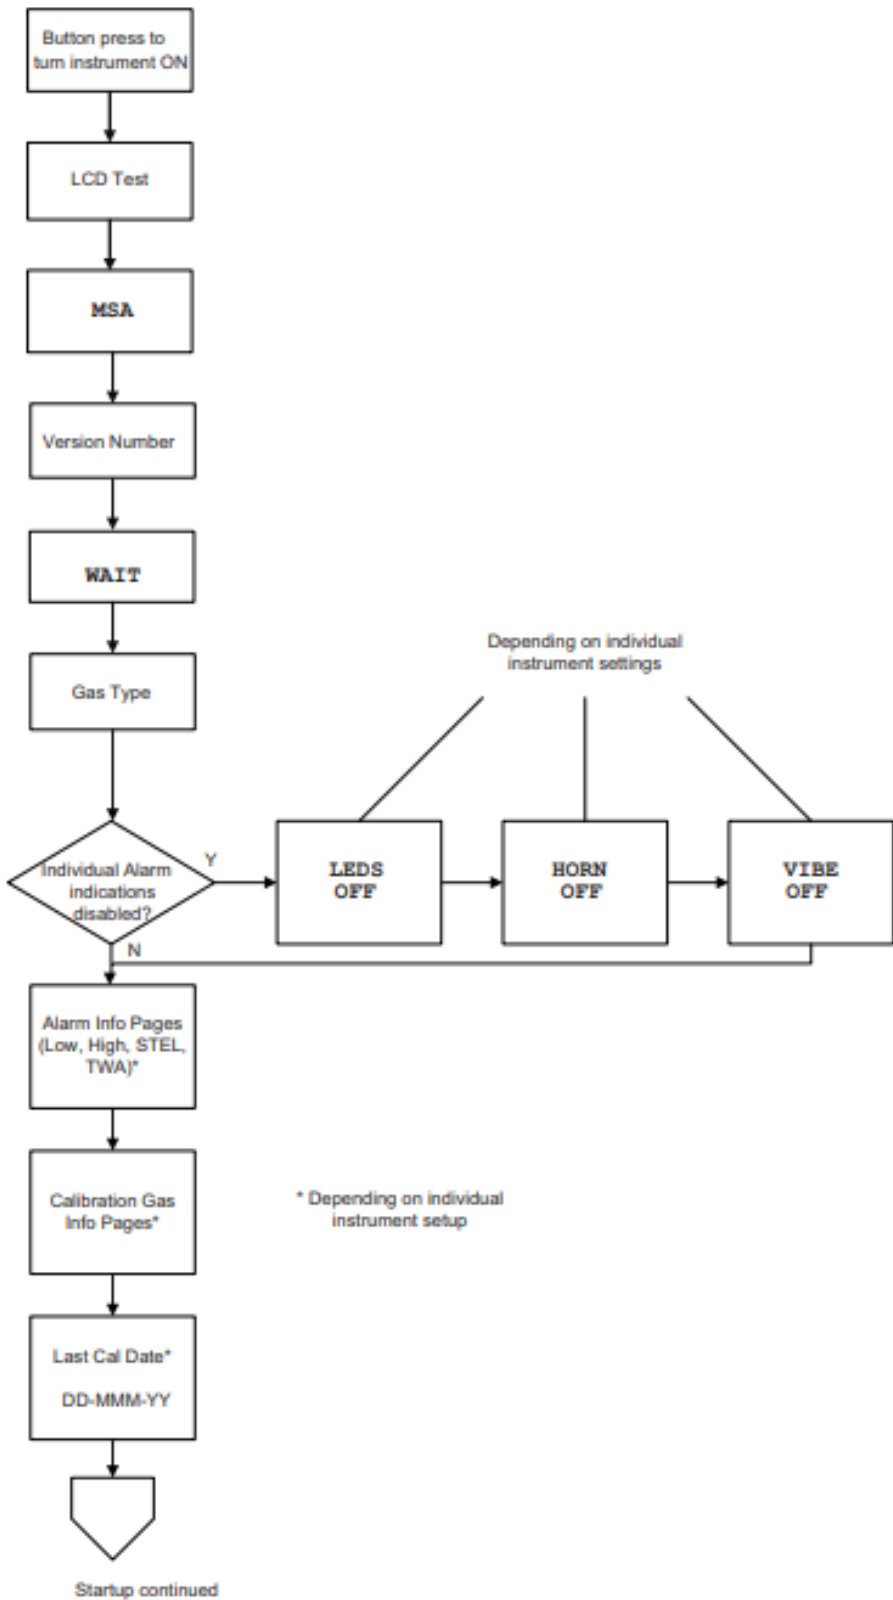 Button press to
turn instrument ON
LCD Test
MSA
Version Number
WAIT
Gas Type
Depending on individual
instrument settings
Individual Alarm
indications
disabled?
Y
N
LEDS
OFF
HORN
OFF
VIBE
OFF
Alarm Info Pages
(Low, High, STEL,
TWA)*
Calibration Gas
Info Pages*
* Depending on individual
instrument setup
Last Cal Date*
DD-MMM-YY
Startup continued